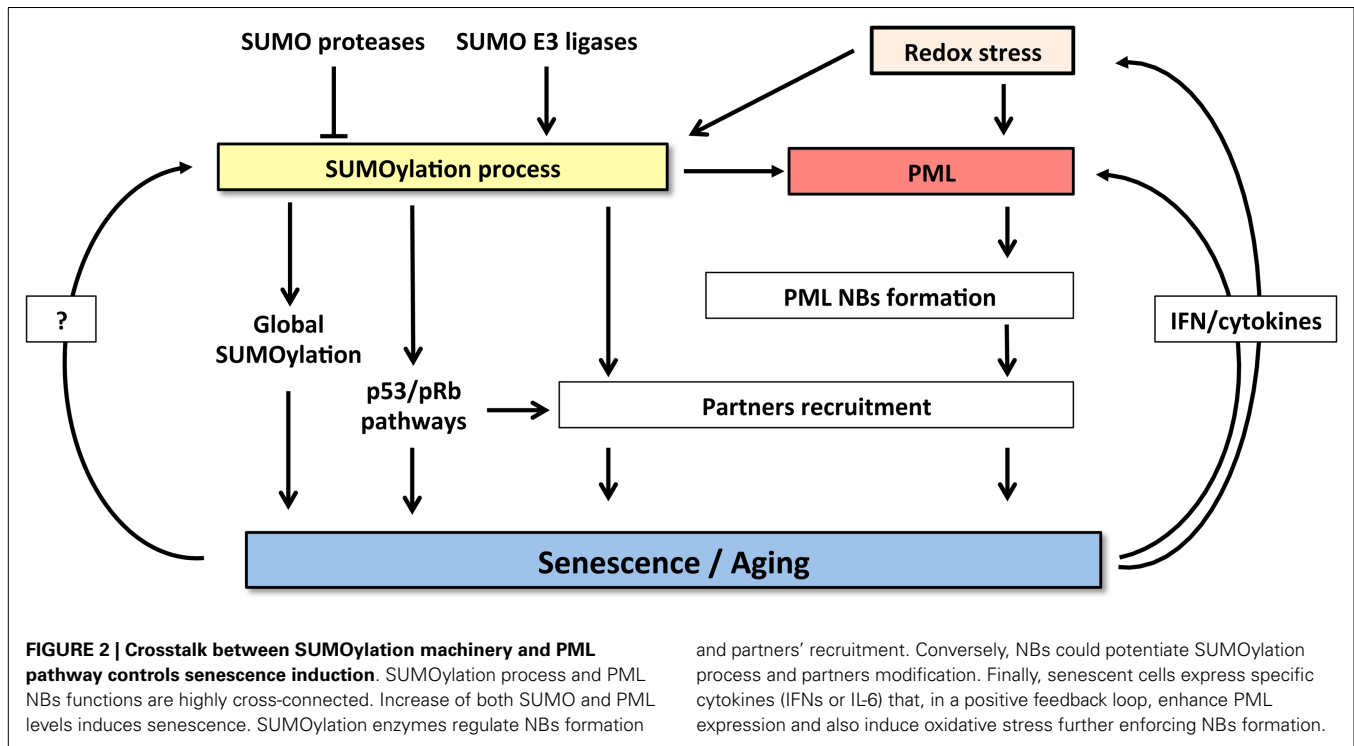 SUMO proteases
SUMO E3 ligases
Redox stress
SUMOylation process
PML
PML NBs formation
?
IFN/cytokines
Global
SUMOylation
p53/pRb
pathways
Partners recruitment
Senescence / Aging
FIGURE 2 | Crosstalk between SUMOylation machinery and PML
pathway controls senescence induction. SUMOylation process and PML
NBs functions are highly cross-connected. Increase of both SUMO and PML
levels induces senescence. SUMOylation enzymes regulate NBs formation
and partners' recruitment. Conversely, NBs could potentiate SUMOylation
process and partners modification. Finally, senescent cells express specific
cytokines (IFNs or IL-6) that, in a positive feedback loop, enhance PML
expression and also induce oxidative stress further enforcing NBs formation.